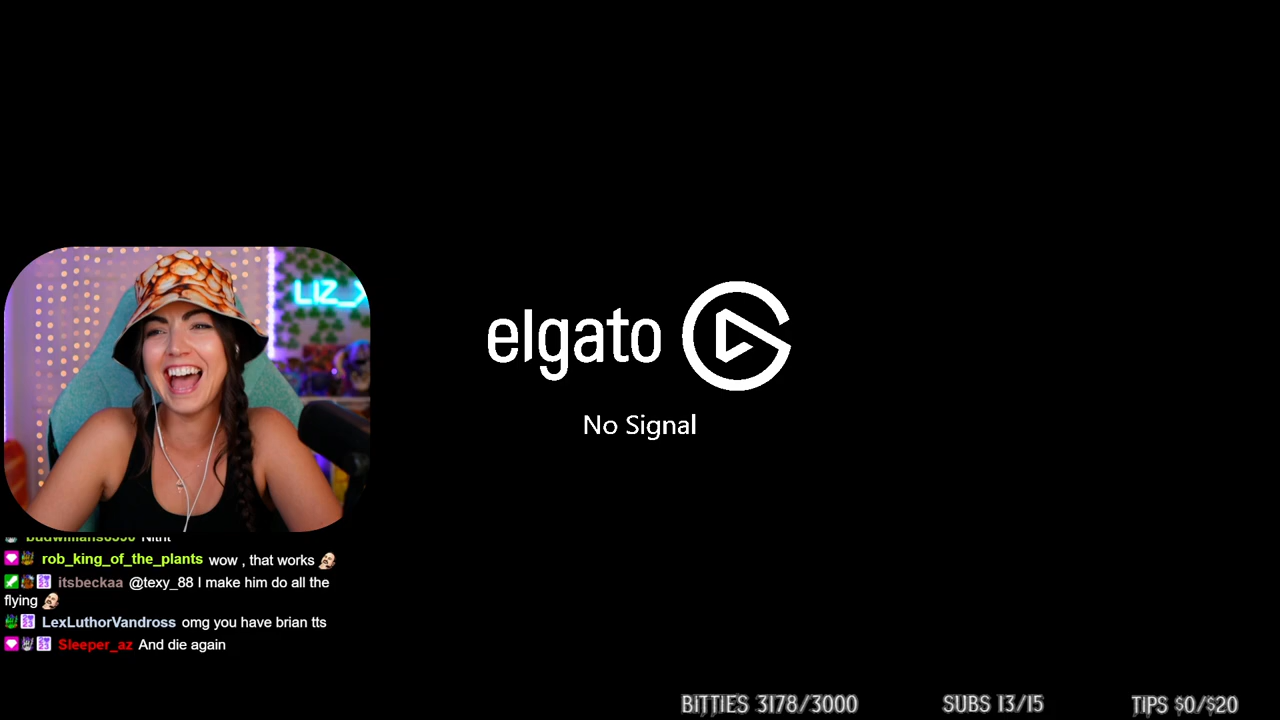 LIZ_
elgato
No Signal
rob_king_of_the_plants wow , that works
itsbeckaa @texy_88 I make him do all the
flying
LexLuthorVandross omg you have brian tts
Sleeper_az And die again
BITTIES 3178/3000 SUBS 13/15 TIPS $0/$20